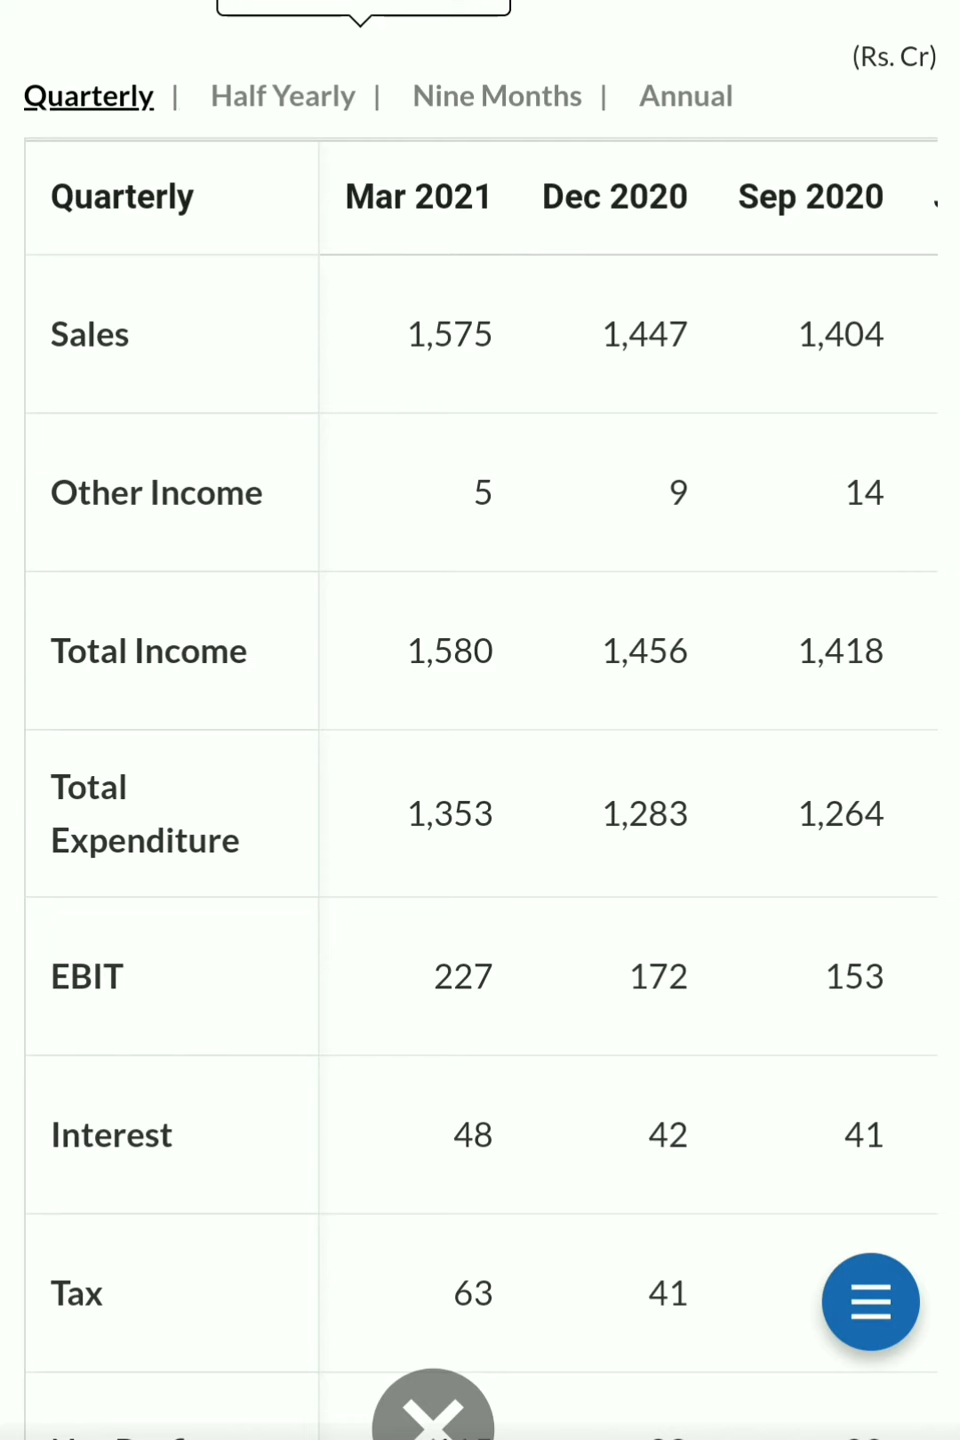 (Rs. Cr)
Quarterly | Half Yearly | Nine Months | Annual
Quarterly Mar 2021 Dec 2020 Sep 2020
Sales 1,575 1,447 1,404
Other Income 5 9 14
Total Income 1,580 1,456 1,418
Total
Expenditure 1,353 1,283 1,264
EBIT 227 172 153
Interest 48 42 41
Tax 63 41